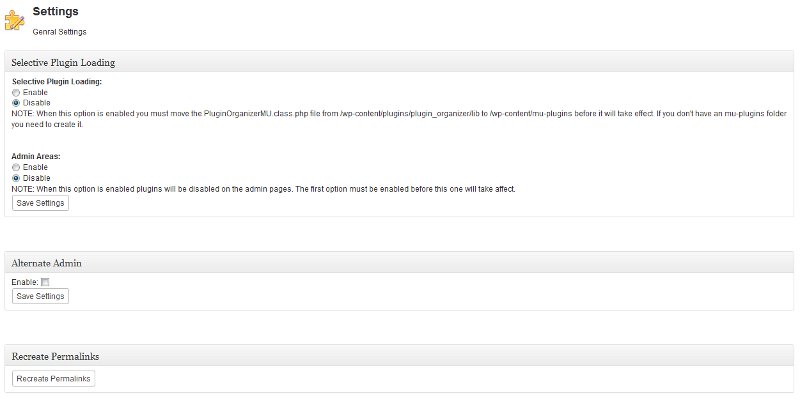 Settings
Genral Settings
Selective Plugin Loading
Selective Plugin Loading:
Enable
Disable
NOTE: When this option is enabled you must move the PluginOrganizerMU.class.php file from /wp-content/plugins/plugin_organizer/lib to /wp-content/mu-plugins before it will take effect. If you don't have an mu-plugins folder
you need to create it.
Admin Areas:
Enable
Disable
NOTE: When this option is enabled plugins will be disabled on the admin pages. The first option must be enabled before this one will take affect.
Save Settings
Alternate Admin
Enable:
Save Settings
Recreate Permalinks
Recreate Permalinks